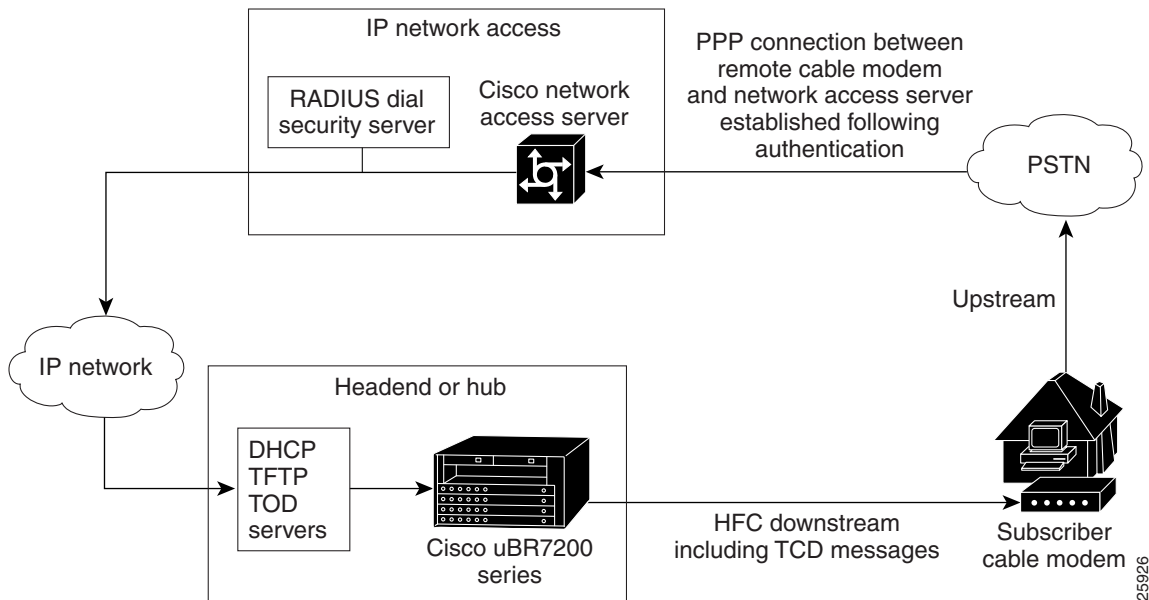 IP network access
RADIUS dial
security server
Cisco network
access server
PPP connection between
remote cable modem
and network access server
established following
authentication
PSTN
Upstream
IP network
Headend or hub
DHCP
TFTP
TOD
servers
Cisco uBR7200
series
HFC downstream
including TCD messages
Subscriber
cable modem
25926